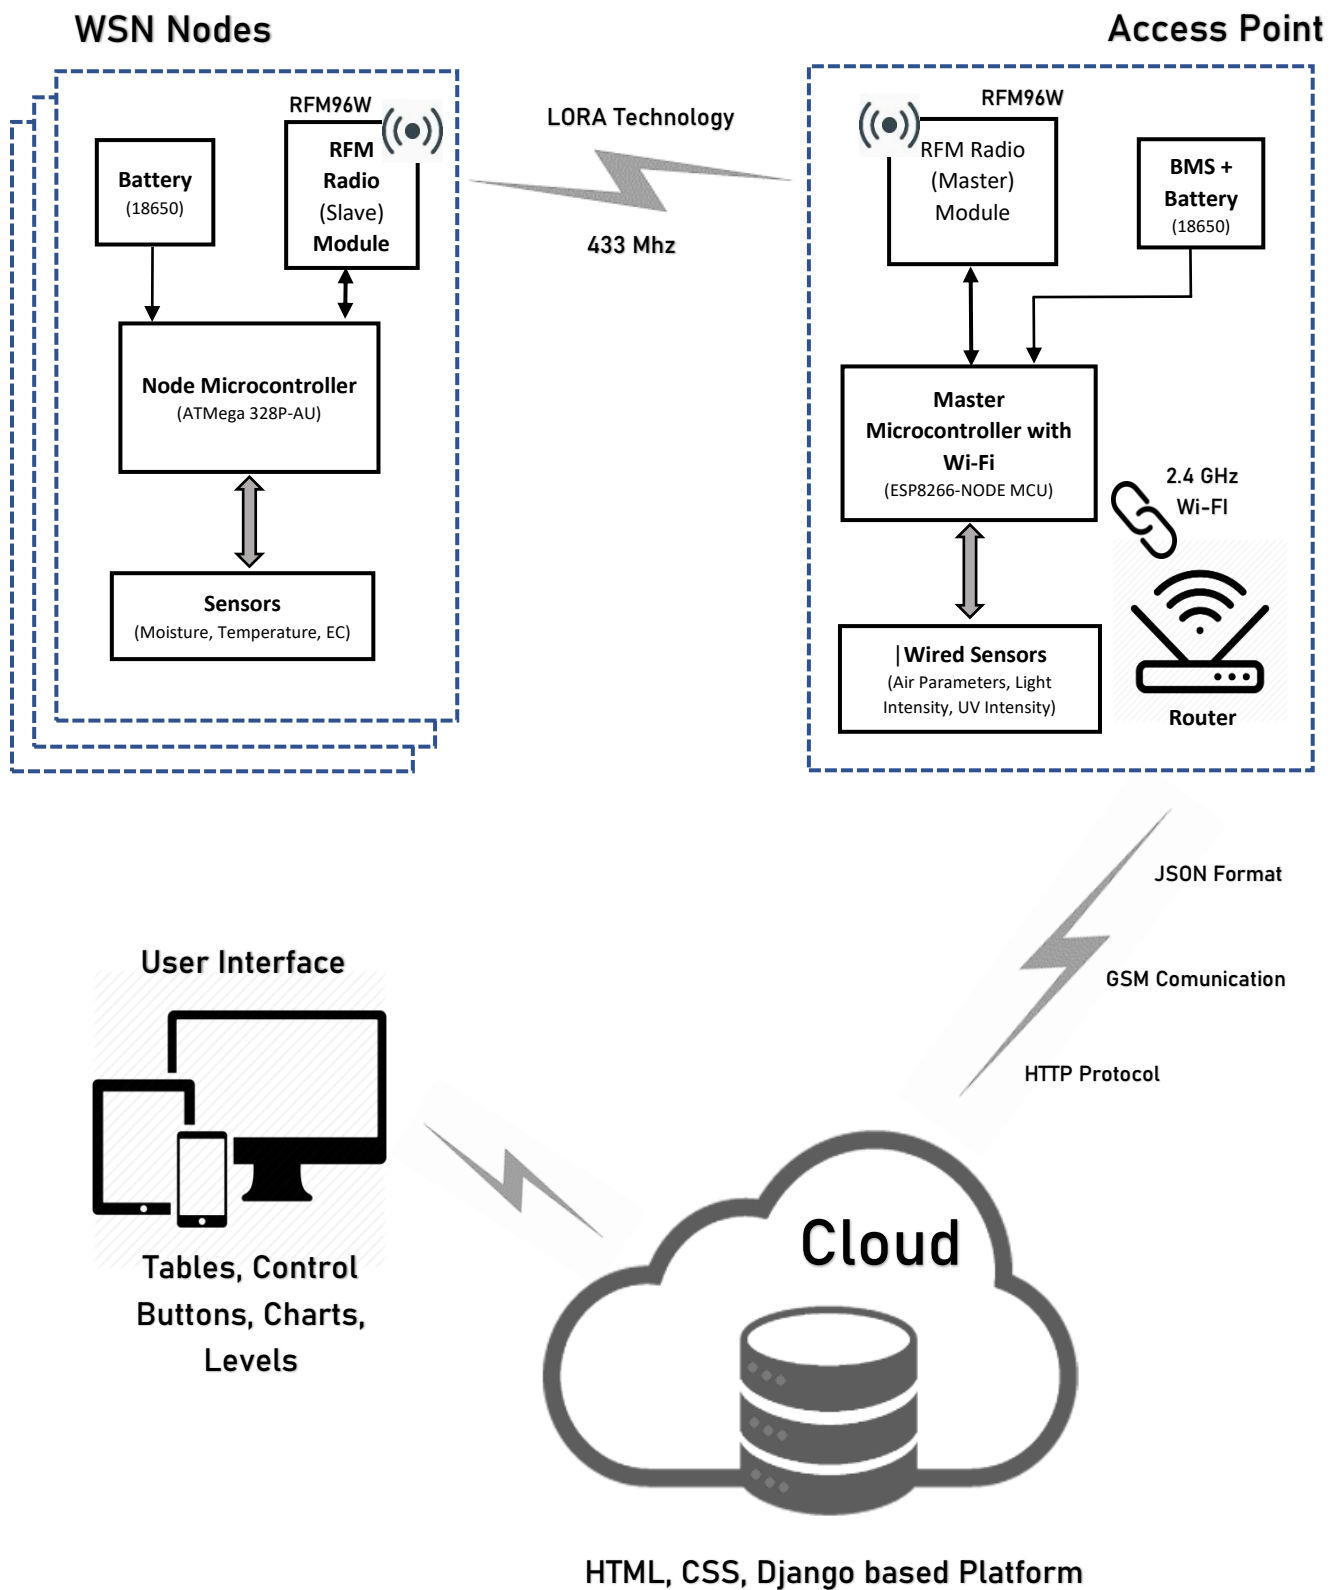 WSN Nodes
Access Point
RFM96W
Battery
(18650)
RFM
Radio
(Slave)
Module
Node Microcontroller
(ATMega 328P-AU)
Sensors
(Moisture, Temperature, EC)
LORA Technology
433 Mhz
RFM96W
RFM Radio
(Master)
Module
BMS +
Battery
(18650)
Master
Microcontroller with
Wi-Fi
(ESP8266-NODE MCU)
2.4 GHz
Wi-FI
|Wired Sensors
(Air Parameters, Light
Intensity, UV Intensity)
Router
JSON Format
GSM Comunication
HTTP Protocol
User Interface
Tables, Control
Buttons, Charts,
Levels
Cloud
HTML, CSS, Django based Platform